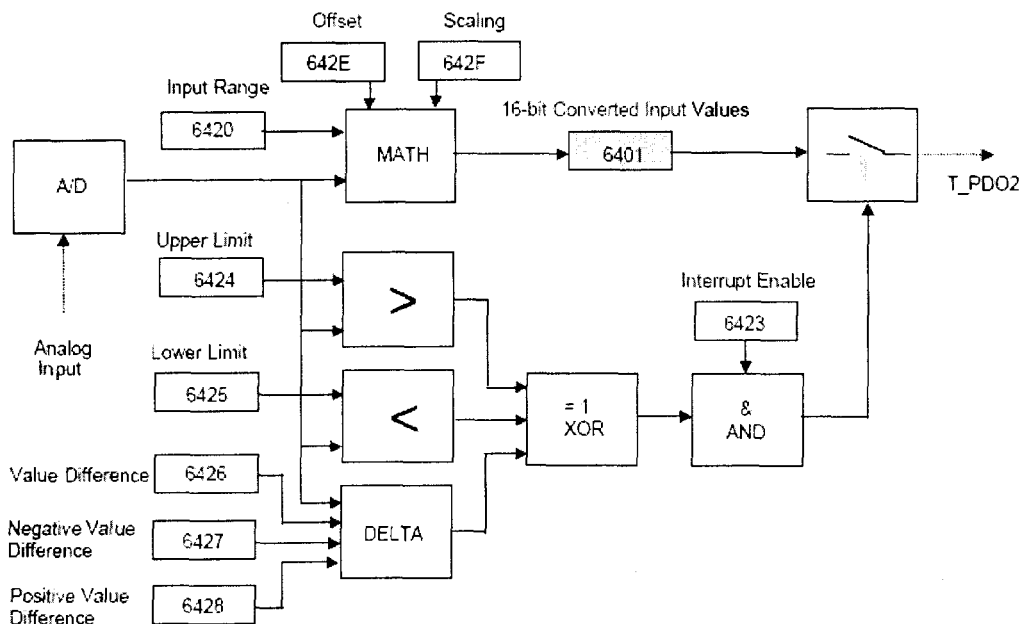 Offset
Scaling
642E
642F
Input Range
6420
MATH
16-bit Converted Input Values
6401
A/D
T_PDO2
Upper Limit
6424
>
Interrupt Enable
6423
Analog
Input
Lower Limit
6425
<
= 1
XOR
&
AND
Value Difference
6426
DELTA
Negative Value
Difference
6427
Positive Value
Difference
6428